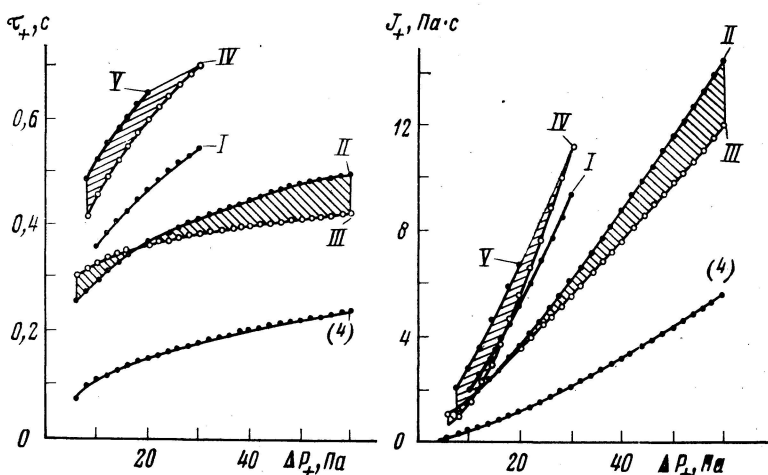 τ₊, с
0,6
0,4
0,2
0
20
40
ΔP₊, Па
V
IV
I
II
III
(4)
J₊, Па·с
12
8
4
0
20
40
ΔP₊, Па
II
III
IV
I
V
(4)